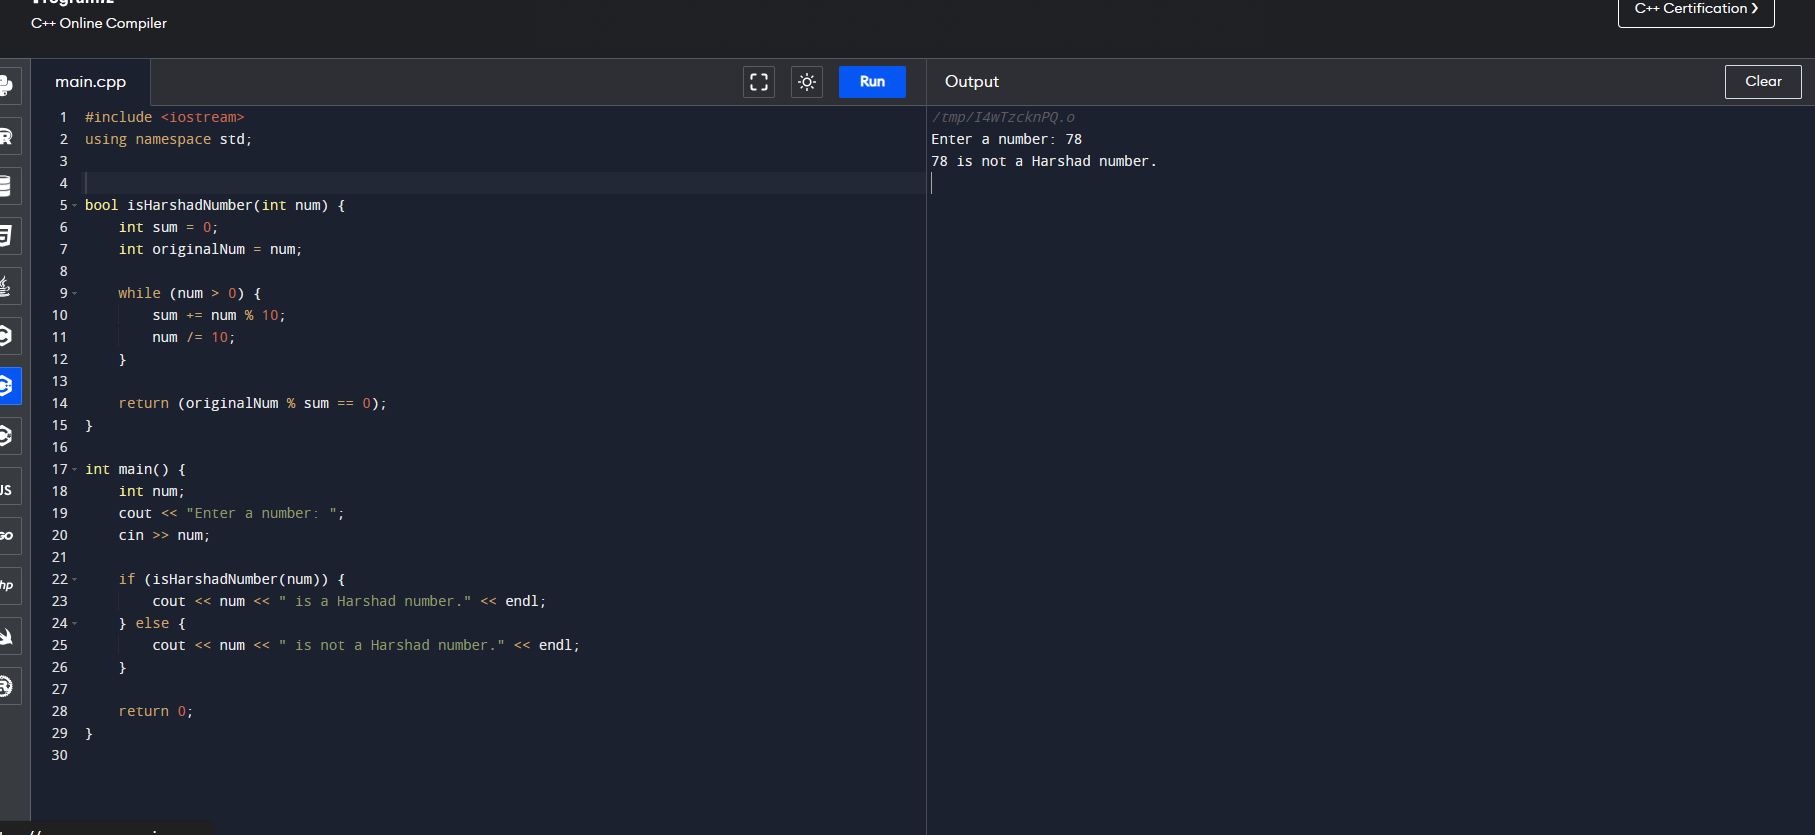 C++ Online Compiler
C++ Certification ❯
main.cpp
Run
Output
Clear
1 #include <iostream>
2 using namespace std;
3
4
5 bool isHarshadNumber(int num) {
6     int sum = 0;
7     int originalNum = num;
8
9     while (num > 0) {
10         sum += num % 10;
11         num /= 10;
12     }
13
14     return (originalNum % sum == 0);
15 }
16
17 int main() {
18     int num;
19     cout << "Enter a number: ";
20     cin >> num;
21
22     if (isHarshadNumber(num)) {
23         cout << num << " is a Harshad number." << endl;
24     } else {
25         cout << num << " is not a Harshad number." << endl;
26     }
27
28     return 0;
29 }
30
/tmp/I4wTzcknPQ.o
Enter a number: 78
78 is not a Harshad number.